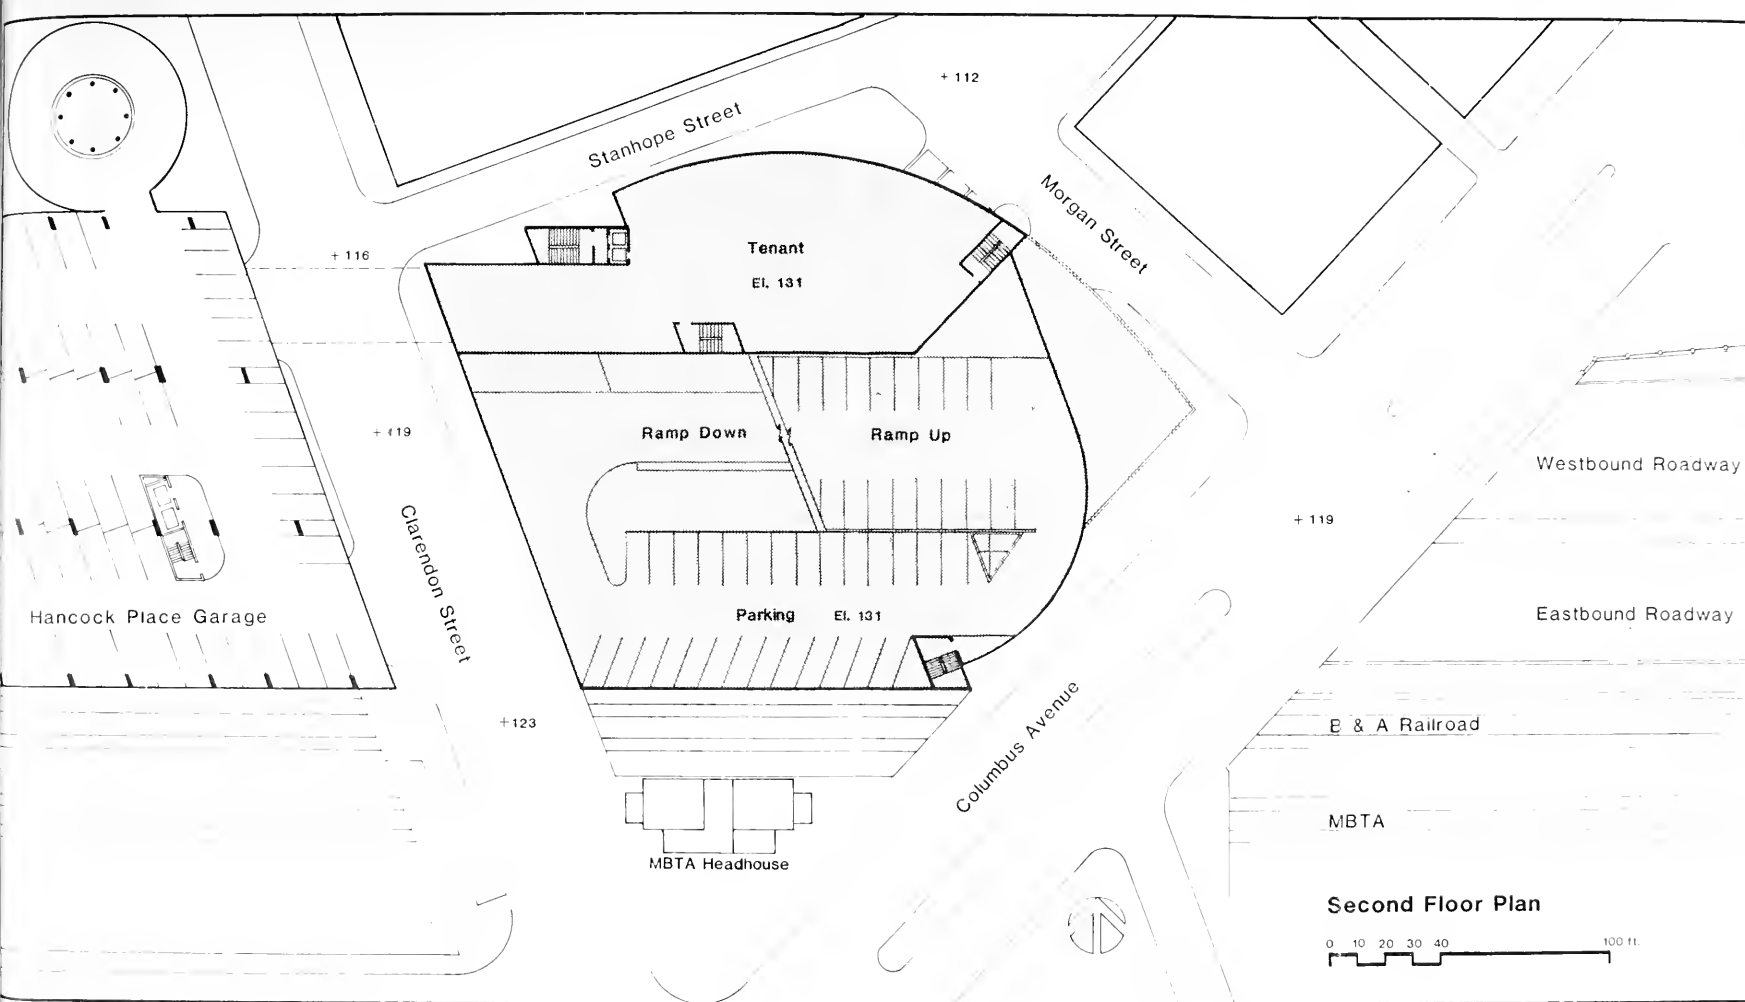 + 112
Stanhope Street
Morgan Street
Tenant
El. 131
+ 116
+ 119
Ramp Down
Ramp Up
Westbound Roadway
+ 119
Clarendon Street
Hancock Place Garage
Parking El. 131
Eastbound Roadway
+ 123
Columbus Avenue
B & A Railroad
MBTA
MBTA Headhouse
Second Floor Plan
0 10 20 30 40 100 ft.